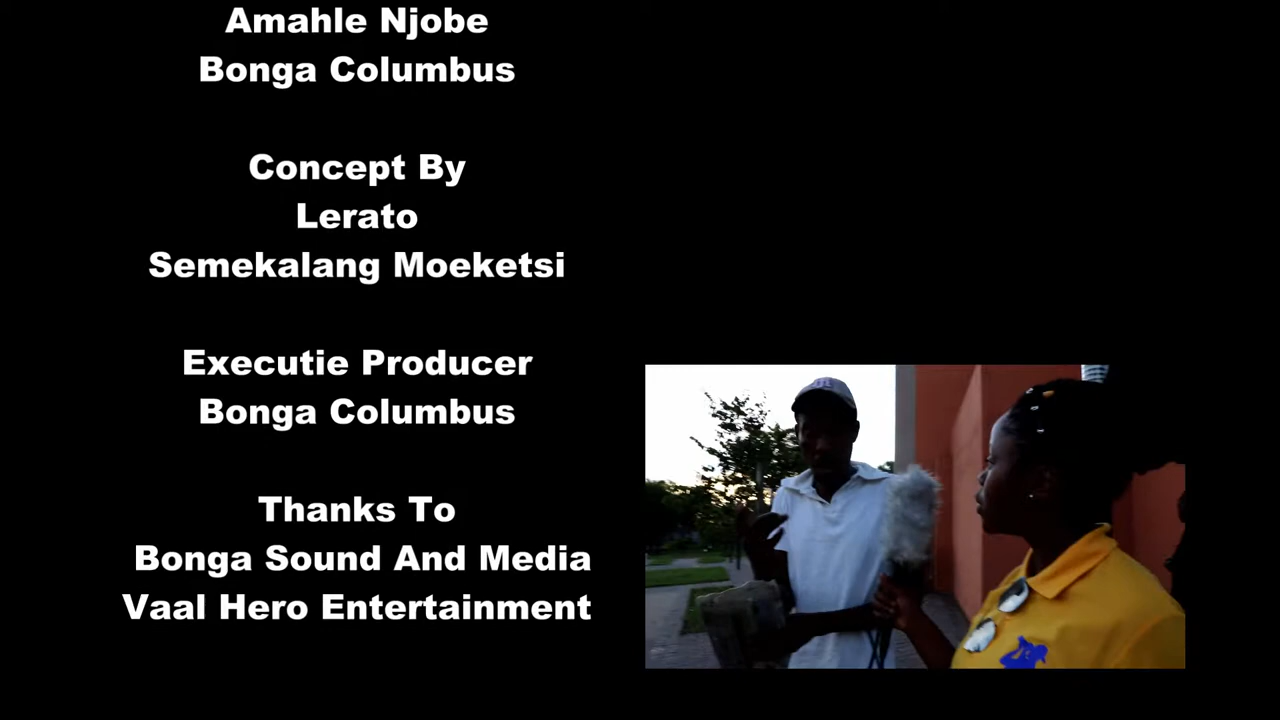 Amahle Njobe
Bonga Columbus
Concept By
Lerato
Semekalang Moeketsi
Executie Producer
Bonga Columbus
Thanks To
Bonga Sound And Media
Vaal Hero Entertainment